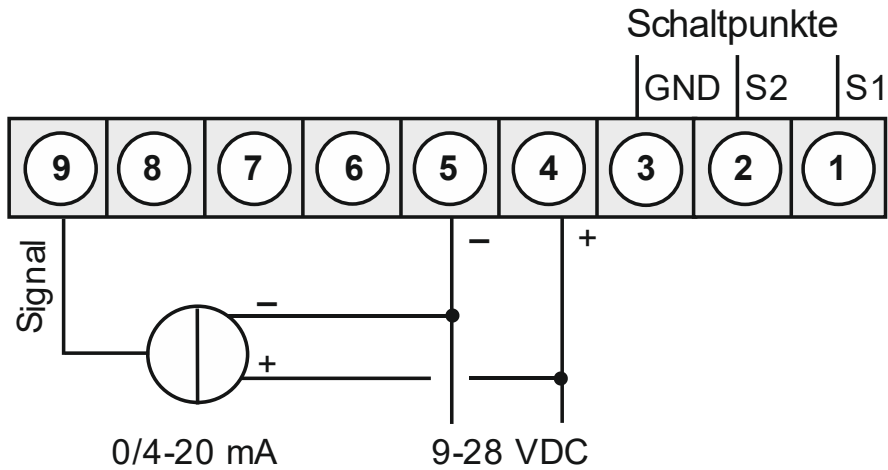 Schaltpunkte
GND S2 S1
9 8 7 6 5 4 3 2 1
− +
Signal
−
+
0/4-20 mA 9-28 VDC